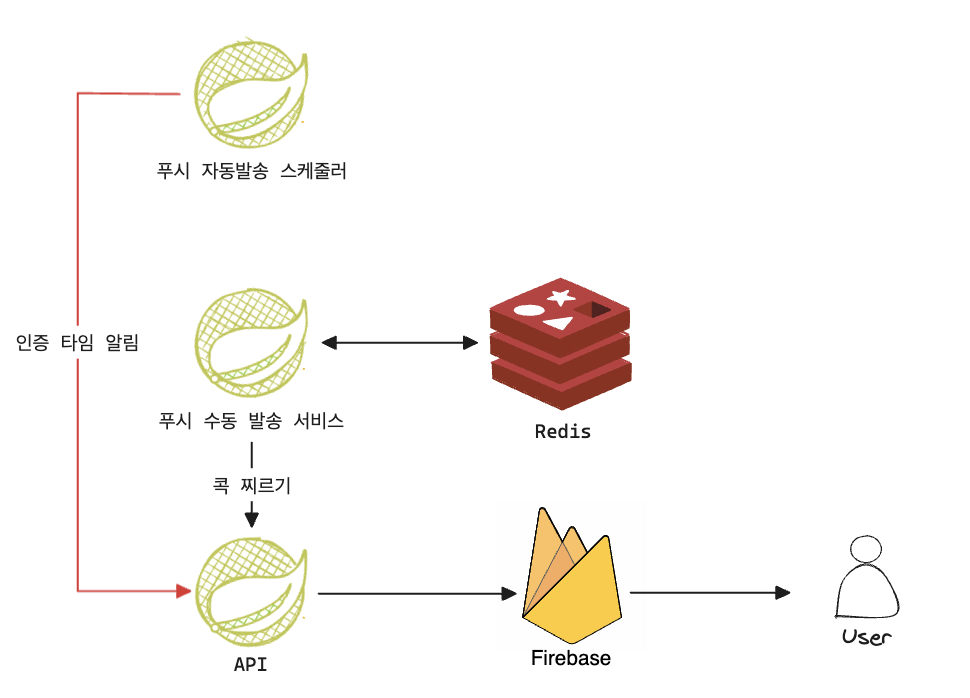 푸시 자동발송 스케줄러
인증 타임 알림
푸시 수동 발송 서비스
Redis
콕 찌르기
API
Firebase
User